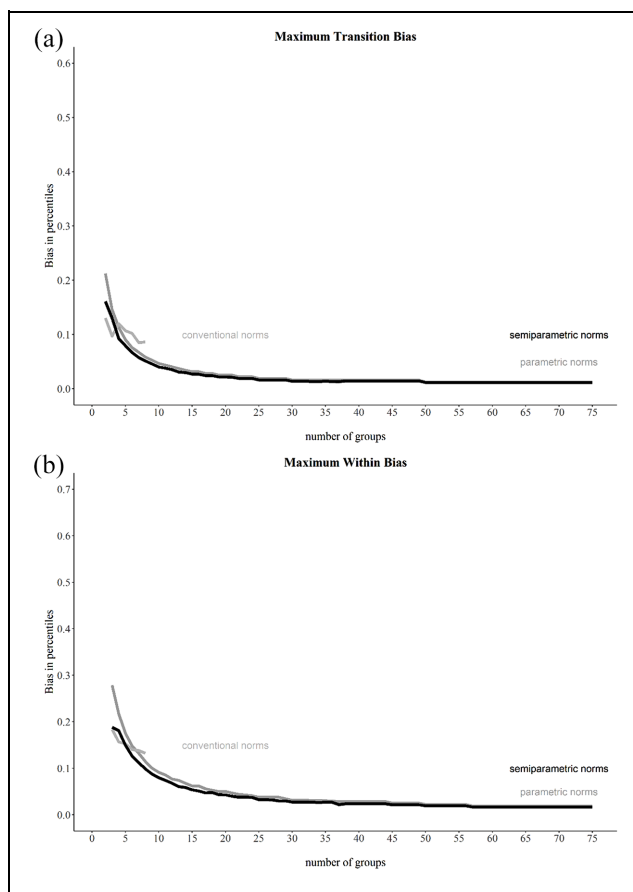 (a)
Maximum Transition Bias
0.6
0.5
0.4
0.3
0.2
0.1
0.0
Bias in percentiles
conventional norms
semiparametric norms
parametric norms
0 5 10 15 20 25 30 35 40 45 50 55 60 65 70 75
number of groups
(b)
Maximum Within Bias
0.7
0.6
0.5
0.4
0.3
0.2
0.1
0.0
Bias in percentiles
conventional norms
semiparametric norms
parametric norms
0 5 10 15 20 25 30 35 40 45 50 55 60 65 70 75
number of groups